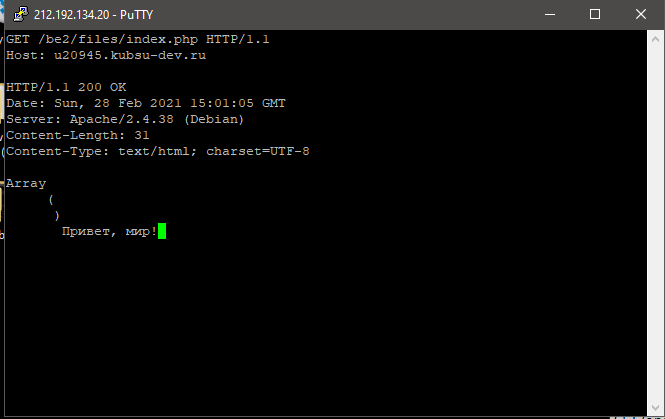 212.192.134.20 - PuTTY
GET /be2/files/index.php HTTP/1.1
Host: u20945.kubsu-dev.ru
HTTP/1.1 200 OK
Date: Sun, 28 Feb 2021 15:01:05 GMT
Server: Apache/2.4.38 (Debian)
Content-Length: 31
Content-Type: text/html; charset=UTF-8
Array
(
)
Привет, мир!